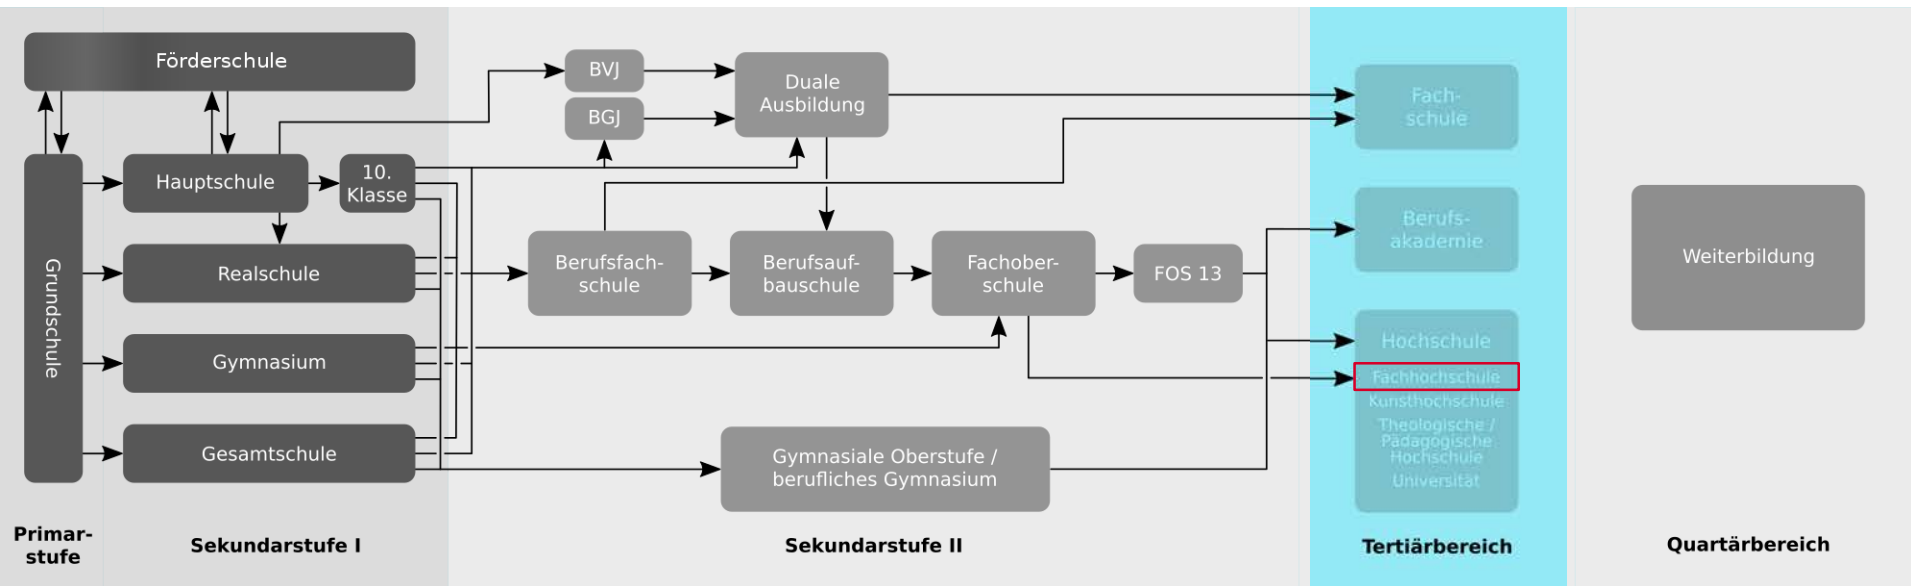 Förderschule
Grundschule
Hauptschule
10.
Klasse
Realschule
Gymnasium
Gesamtschule
BVJ
BGJ
Duale
Ausbildung
Berufsfach-
schule
Berufsauf-
bauschule
Fachober-
schule
FOS 13
Gymnasiale Oberstufe /
berufliches Gymnasium
Fach-
schule
Berufs-
akademie
Hochschule
Fachhochschule
Kunsthochschule
Theologische /
Pädagogische
Hochschule
Universität
Weiterbildung
Primar-
stufe
Sekundarstufe I
Sekundarstufe II
Tertiärbereich
Quartärbereich